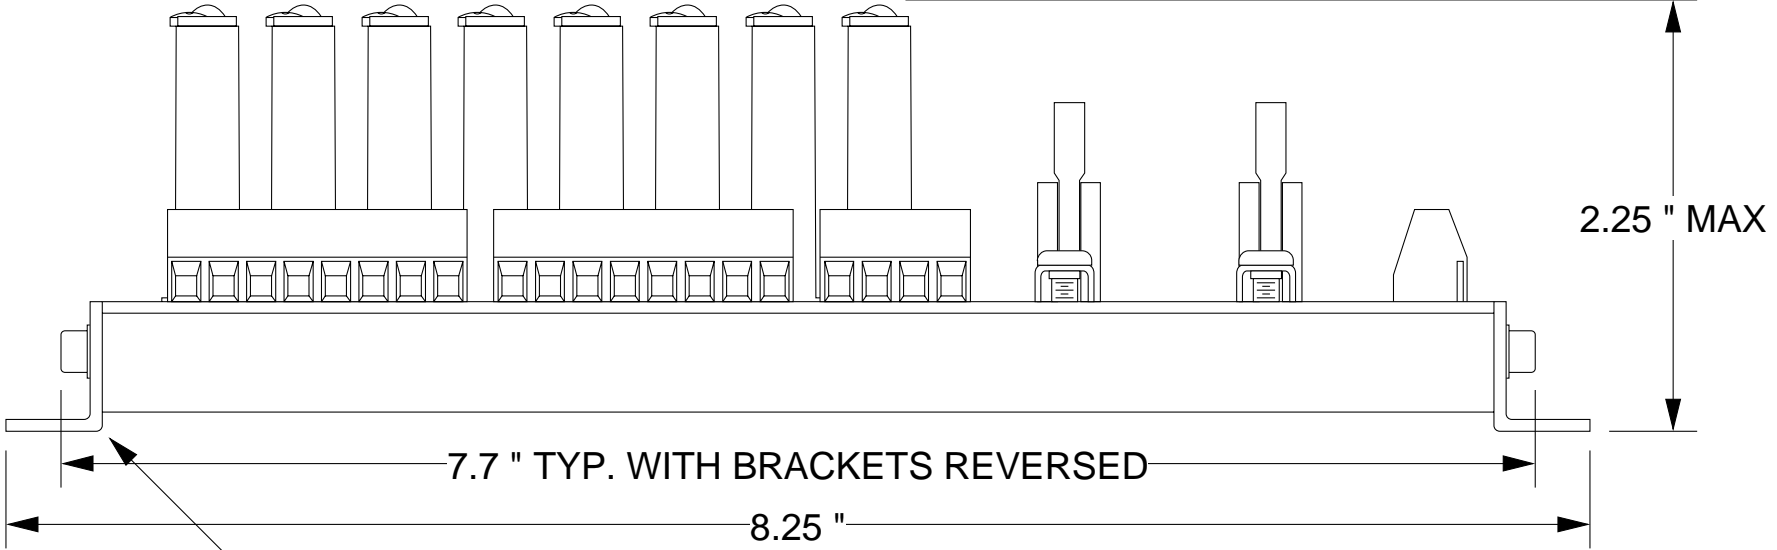 2.25 " MAX
7.7 " TYP. WITH BRACKETS REVERSED
8.25 "